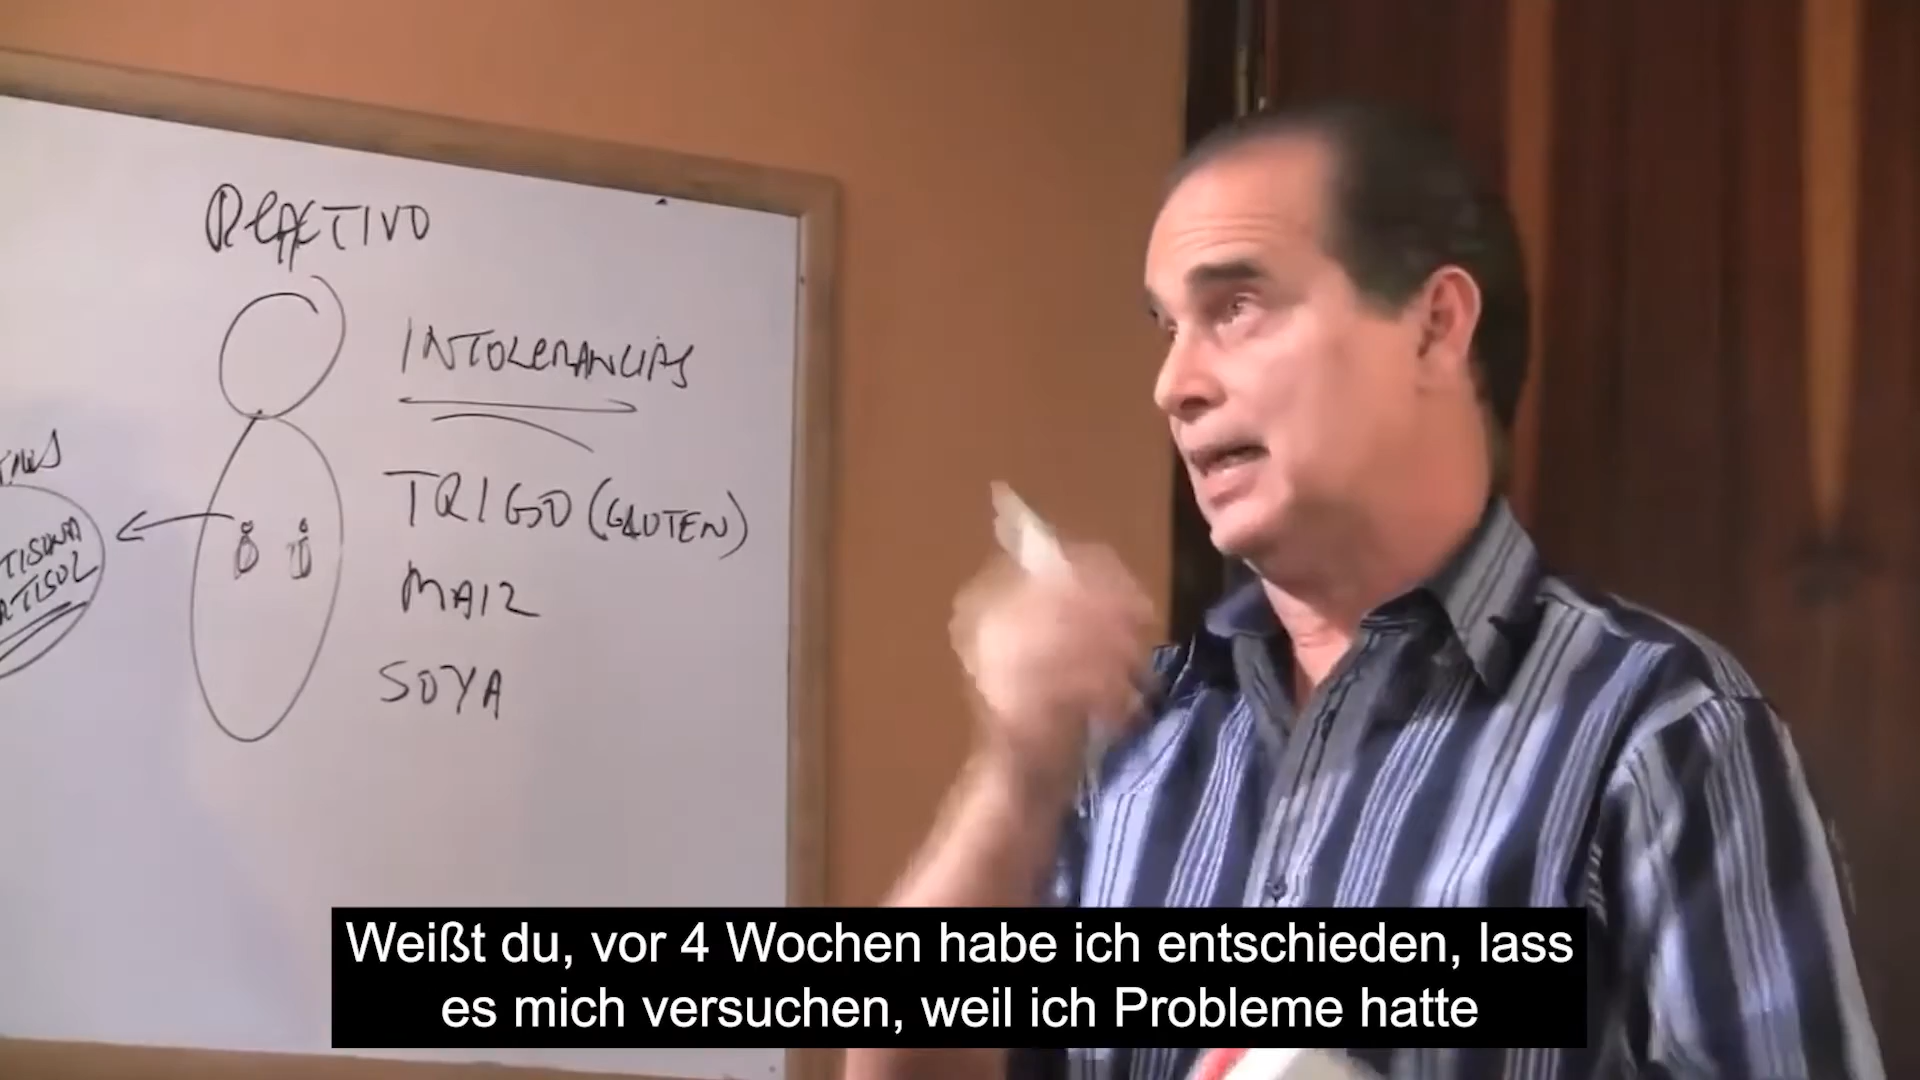 REACTIVO
INTOLERANCIAS
TRIGO (GLUTEN)
MAIZ
SOYA
Weißt du, vor 4 Wochen habe ich entschieden, lass
es mich versuchen, weil ich Probleme hatte